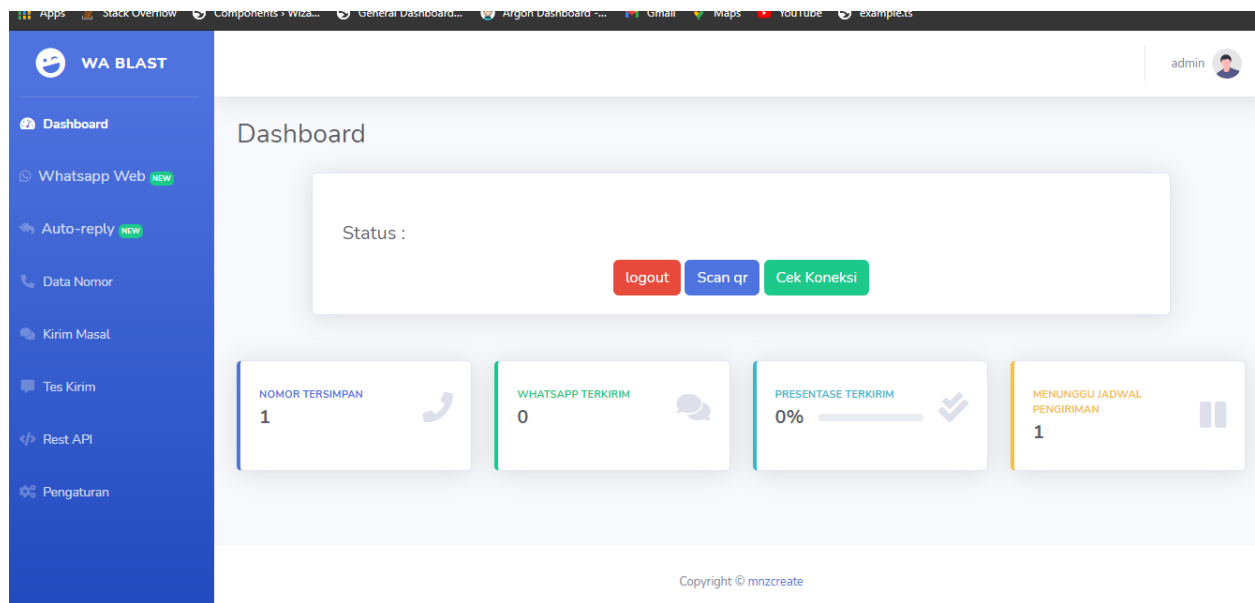 Apps Stack Overflow Components › Wiza... General Dashboard... Argon Dashboard -... Gmail Maps YouTube example.ts
WA BLAST
admin
Dashboard
Whatsapp Web NEW
Auto-reply NEW
Data Nomor
Kirim Masal
Tes Kirim
Rest API
Pengaturan
Dashboard
Status :
logout Scan qr Cek Koneksi
NOMOR TERSIMPAN
1
WHATSAPP TERKIRIM
0
PRESENTASE TERKIRIM
0%
MENUNGGU JADWAL
PENGIRIMAN
1
Copyright © mnzcreate